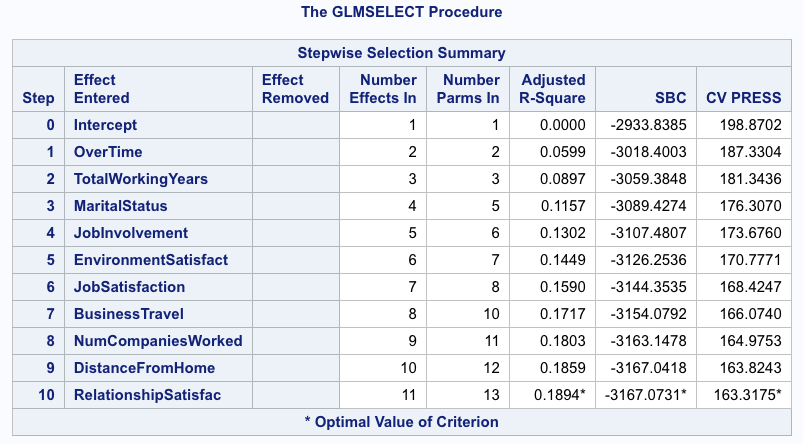 The GLMSELECT Procedure
Stepwise Selection Summary
Step Effect Entered Effect Removed Number Effects In Number Parms In Adjusted R-Square SBC CV PRESS
0 Intercept 1 1 0.0000 -2933.8385 198.8702
1 OverTime 2 2 0.0599 -3018.4003 187.3304
2 TotalWorkingYears 3 3 0.0897 -3059.3848 181.3436
3 MaritalStatus 4 5 0.1157 -3089.4274 176.3070
4 JobInvolvement 5 6 0.1302 -3107.4807 173.6760
5 EnvironmentSatisfact 6 7 0.1449 -3126.2536 170.7771
6 JobSatisfaction 7 8 0.1590 -3144.3535 168.4247
7 BusinessTravel 8 10 0.1717 -3154.0792 166.0740
8 NumCompaniesWorked 9 11 0.1803 -3163.1478 164.9753
9 DistanceFromHome 10 12 0.1859 -3167.0418 163.8243
10 RelationshipSatisfac 11 13 0.1894* -3167.0731* 163.3175*
* Optimal Value of Criterion